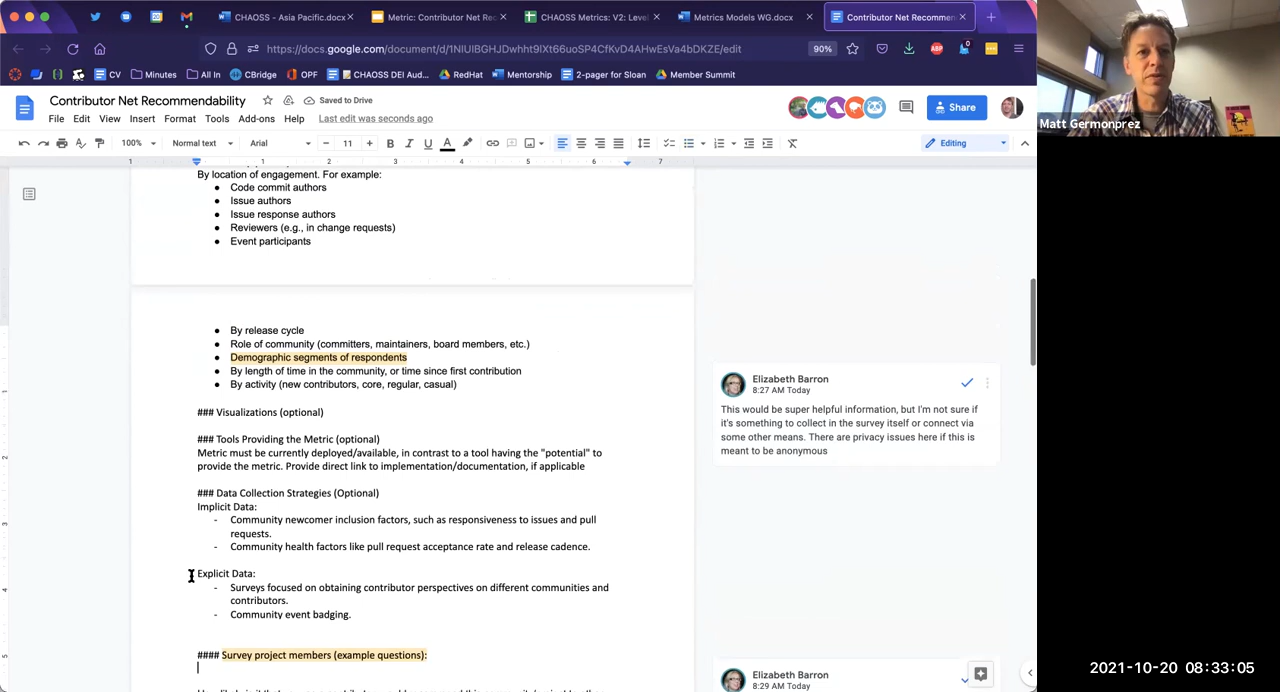 CHAOSS - Asia Pacific.docx
Metric: Contributor Net Rec
CHAOSS Metrics: V2: Level
Metrics Models WG.docx
Contributor Net Recommen
https://docs.google.com/document/d/1NlUlBGHJDwhht9lXt66uoSP4CfKvD4AHwEsVa4bDKZE/edit
90%
CV
Minutes
All In
CBridge
OPF
CHAOSS DEI Aud...
RedHat
Mentorship
2-pager for Sloan
Member Summit
Contributor Net Recommendability
Saved to Drive
File Edit View Insert Format Tools Add-ons Help
Last edit was seconds ago
Share
100%
Normal text
Arial
11
Editing
1 1 2 3 4 5 6 7
By location of engagement. For example:
● Code commit authors
● Issue authors
● Issue response authors
● Reviewers (e.g., in change requests)
● Event participants
● By release cycle
● Role of community (committers, maintainers, board members, etc.)
● Demographic segments of respondents
● By length of time in the community, or time since first contribution
● By activity (new contributors, core, regular, casual)
### Visualizations (optional)
### Tools Providing the Metric (optional)
Metric must be currently deployed/available, in contrast to a tool having the "potential" to
provide the metric. Provide direct link to implementation/documentation, if applicable
### Data Collection Strategies (Optional)
Implicit Data:
- Community newcomer inclusion factors, such as responsiveness to issues and pull
requests.
- Community health factors like pull request acceptance rate and release cadence.
Explicit Data:
- Surveys focused on obtaining contributor perspectives on different communities and
contributors.
- Community event badging.
#### Survey project members (example questions):
Elizabeth Barron
8:27 AM Today
This would be super helpful information, but I'm not sure if
it's something to collect in the survey itself or connect via
some other means. There are privacy issues here if this is
meant to be anonymous
Elizabeth Barron
8:29 AM Today
Matt Germonprez
2021-10-20 08:33:05